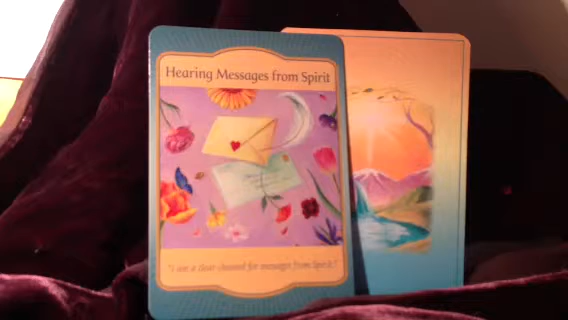 Hearing Messages from Spirit
"I am a clear channel for messages from Spirit."